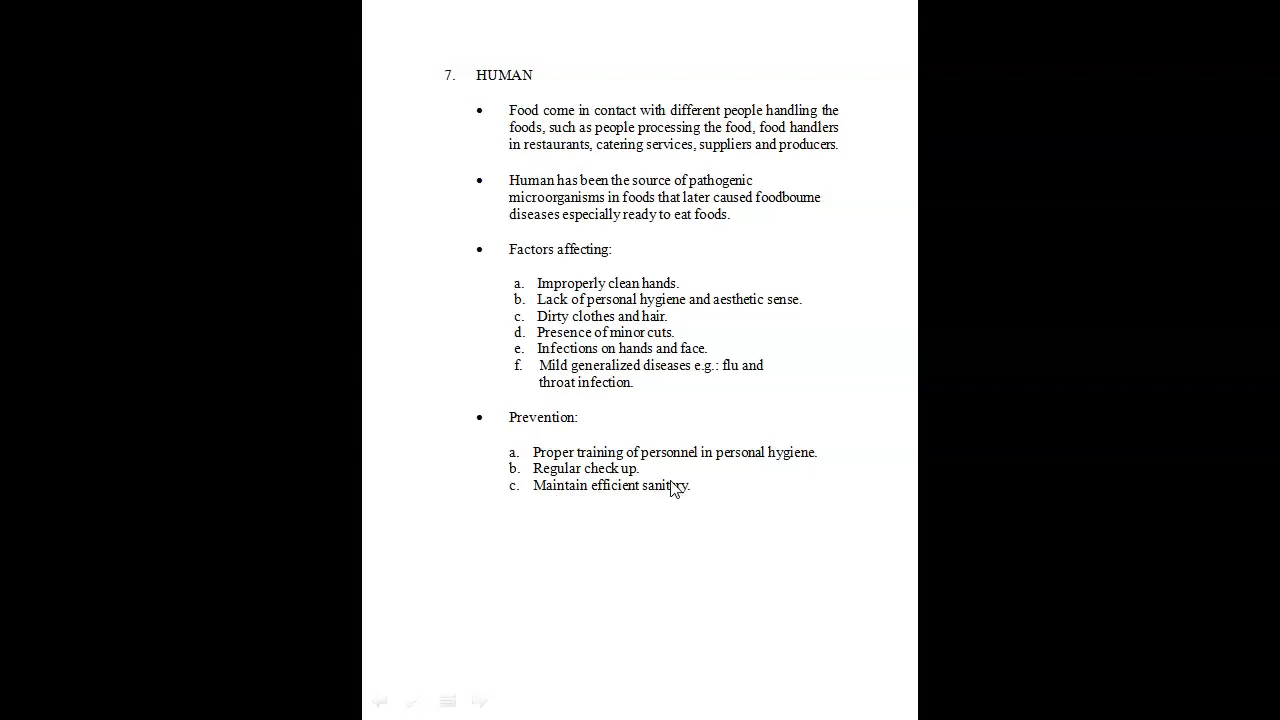 7. HUMAN
• Food come in contact with different people handling the
foods, such as people processing the food, food handlers
in restaurants, catering services, suppliers and producers.
• Human has been the source of pathogenic
microorganisms in foods that later caused foodbourne
diseases especially ready to eat foods.
• Factors affecting:
a. Improperly clean hands.
b. Lack of personal hygiene and aesthetic sense.
c. Dirty clothes and hair.
d. Presence of minor cuts.
e. Infections on hands and face.
f. Mild generalized diseases e.g.: flu and
throat infection.
• Prevention:
a. Proper training of personnel in personal hygiene.
b. Regular check up.
c. Maintain efficient sanitary.